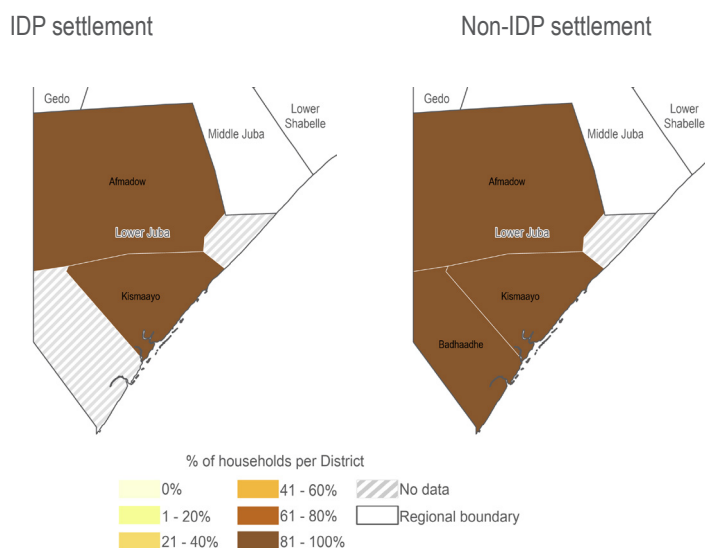 IDP settlement
Non-IDP settlement
Gedo
Lower
Shabelle
Middle Juba
Afmadow
Lower Juba
Kismaayo
Gedo
Lower
Shabelle
Middle Juba
Afmadow
Lower Juba
Kismaayo
Badhaadhe
% of households per District
0%
1 - 20%
21 - 40%
41 - 60%
61 - 80%
81 - 100%
No data
Regional boundary